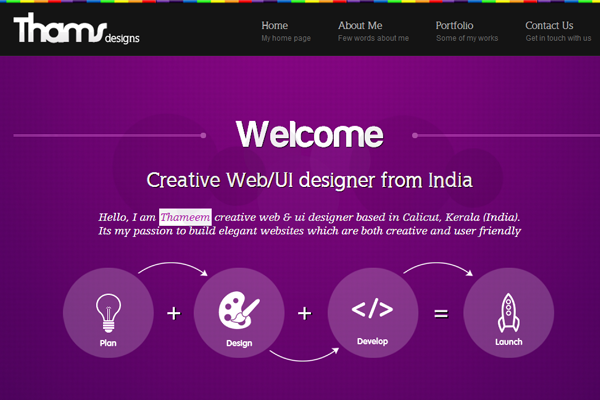 Thams designs
Home
My home page
About Me
Few words about me
Portfolio
Some of my works
Contact Us
Get in touch with us
Welcome
Creative Web/UI designer from India
Hello, I am Thameem creative web & ui designer based in Calicut, Kerala (India).
Its my passion to build elegant websites which are both creative and user friendly
Plan + Design + </> Develop = Launch